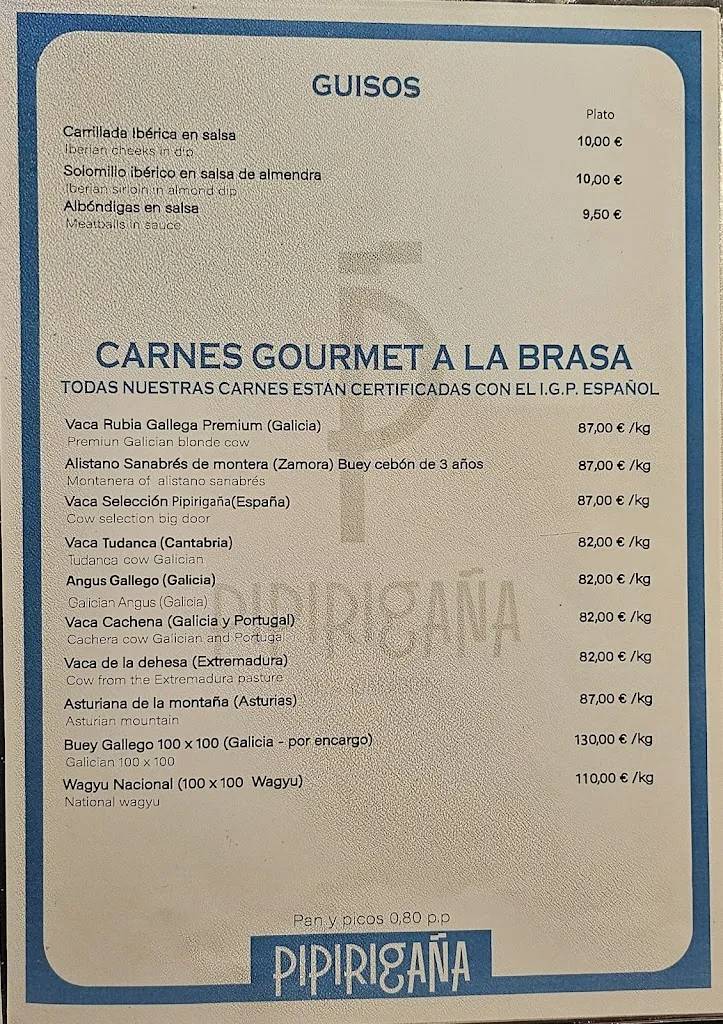 GUISOS
Plato
Carrillada Ibérica en salsa 10,00 €
Iberian cheeks in dip
Solomillo ibérico en salsa de almendra 10,00 €
Iberian sirloin in almond dip
Albóndigas en salsa 9,50 €
Meatballs in sauce
CARNES GOURMET A LA BRASA
TODAS NUESTRAS CARNES ESTÁN CERTIFICADAS CON EL I.G.P. ESPAÑOL
Vaca Rubia Gallega Premium (Galicia) 87,00 € /kg
Premiun Galician blonde cow
Alistano Sanabrés de montera (Zamora) Buey cebón de 3 años 87,00 € /kg
Montanera of alistano sanabrés
Vaca Selección Pipirigaña(España) 87,00 € /kg
Cow selection big door
Vaca Tudanca (Cantabria) 82,00 € /kg
Tudanca cow Galician
Angus Gallego (Galicia) 82,00 € /kg
Galician Angus (Galicia)
Vaca Cachena (Galicia y Portugal) 82,00 € /kg
Cachera cow Galician and Portugal
Vaca de la dehesa (Extremadura) 82,00 € /kg
Cow from the Extremadura pasture
Asturiana de la montaña (Asturias) 87,00 € /kg
Asturian mountain
Buey Gallego 100 x 100 (Galicia - por encargo) 130,00 € /kg
Galician 100 x 100
Wagyu Nacional (100 x 100 Wagyu) 110,00 € /kg
National wagyu
PIPIRIGAÑA
Pan y picos 0,80 p.p
PIPIRIGAÑA